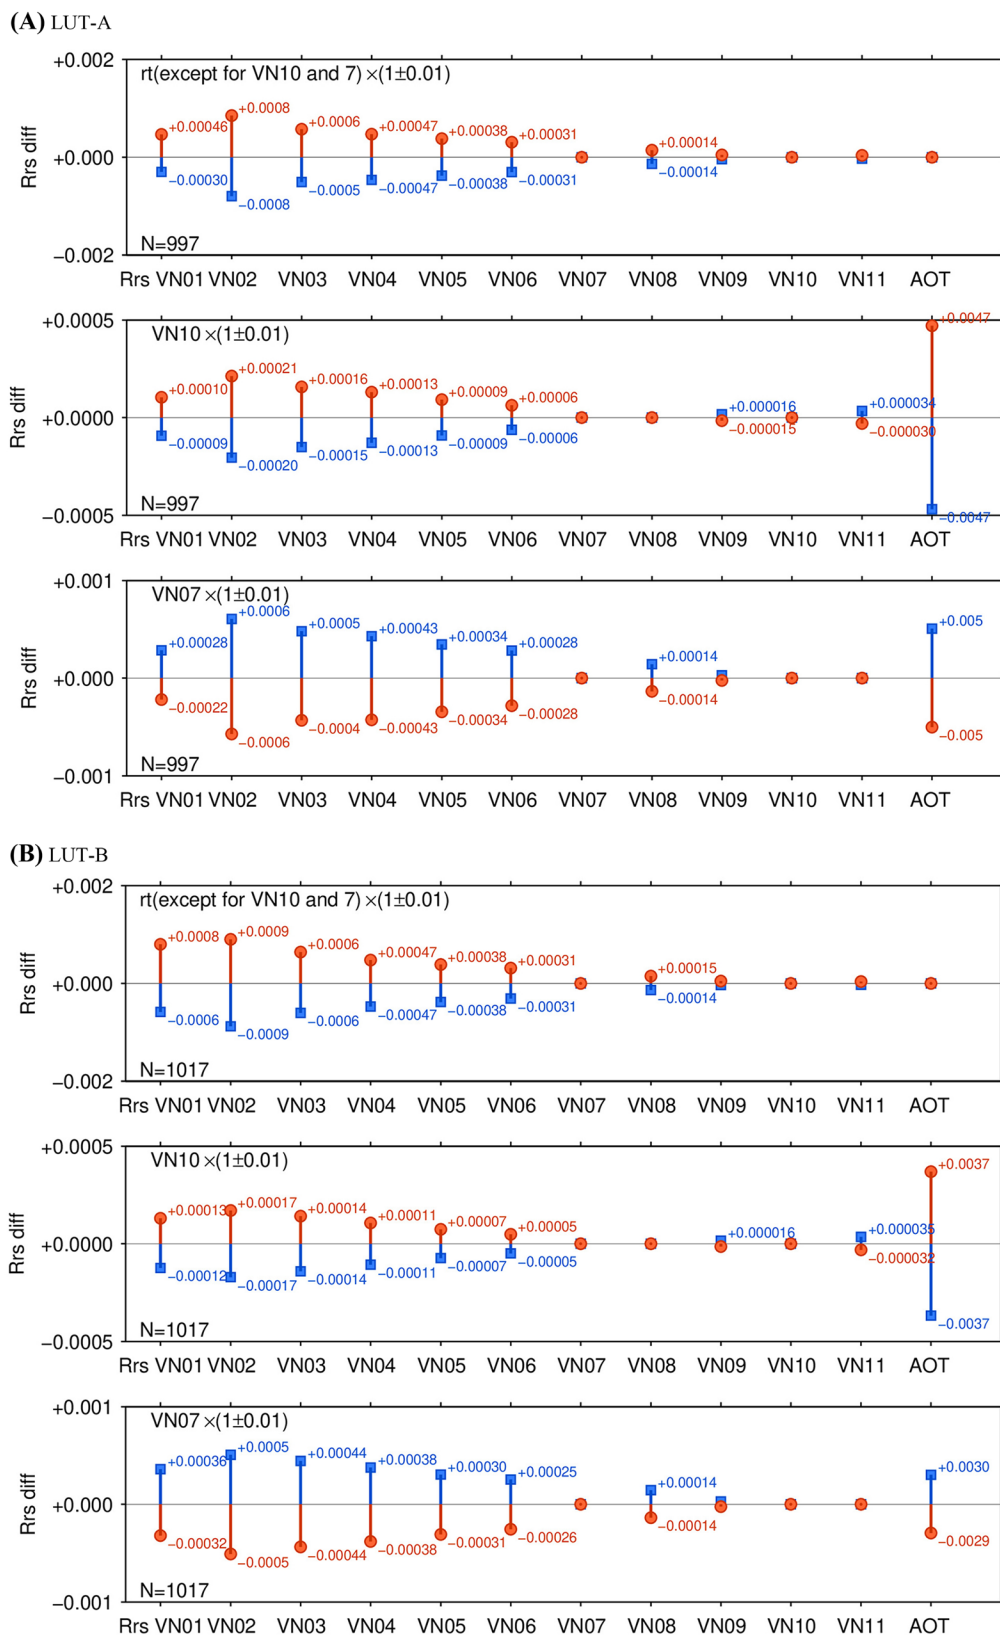 (A) LUT-A
+0.002
rt(except for VN10 and 7)×(1±0.01)
+0.00046 +0.0008 +0.0006 +0.00047 +0.00038 +0.00031 +0.00014
Rrs diff
+0.000
−0.00030 −0.0008 −0.0005 −0.00047 −0.00038 −0.00031 −0.00014
N=997
−0.002
Rrs VN01 VN02 VN03 VN04 VN05 VN06 VN07 VN08 VN09 VN10 VN11 AOT
+0.0005
VN10×(1±0.01)
+0.00010 +0.00021 +0.00016 +0.00013 +0.00009 +0.00006 +0.000016 +0.000034 +0.0047
Rrs diff
+0.0000
−0.00009 −0.00020 −0.00015 −0.00013 −0.00009 −0.00006 −0.000015 −0.000030 −0.0047
N=997
−0.0005
Rrs VN01 VN02 VN03 VN04 VN05 VN06 VN07 VN08 VN09 VN10 VN11 AOT
+0.001
VN07×(1±0.01)
+0.00028 +0.0006 +0.0005 +0.00043 +0.00034 +0.00028 +0.00014 +0.005
Rrs diff
+0.000
−0.00022 −0.0006 −0.0004 −0.00043 −0.00034 −0.00028 −0.00014 −0.005
N=997
−0.001
Rrs VN01 VN02 VN03 VN04 VN05 VN06 VN07 VN08 VN09 VN10 VN11 AOT
(B) LUT-B
+0.002
rt(except for VN10 and 7)×(1±0.01)
+0.0008 +0.0009 +0.0006 +0.00047 +0.00038 +0.00031 +0.00015
Rrs diff
+0.000
−0.0006 −0.0009 −0.0006 −0.00047 −0.00038 −0.00031 −0.00014
N=1017
−0.002
Rrs VN01 VN02 VN03 VN04 VN05 VN06 VN07 VN08 VN09 VN10 VN11 AOT
+0.0005
VN10×(1±0.01)
+0.00013 +0.00017 +0.00014 +0.00011 +0.00007 +0.00005 +0.000016 +0.000035 +0.0037
Rrs diff
+0.0000
−0.00012 −0.00017 −0.00014 −0.00011 −0.00007 −0.00005 −0.000032 −0.0037
N=1017
−0.0005
Rrs VN01 VN02 VN03 VN04 VN05 VN06 VN07 VN08 VN09 VN10 VN11 AOT
+0.001
VN07×(1±0.01)
+0.00036 +0.0005 +0.00044 +0.00038 +0.00030 +0.00025 +0.00014 +0.0030
Rrs diff
+0.000
−0.00032 −0.0005 −0.00044 −0.00038 −0.00031 −0.00026 −0.00014 −0.0029
N=1017
−0.001
Rrs VN01 VN02 VN03 VN04 VN05 VN06 VN07 VN08 VN09 VN10 VN11 AOT